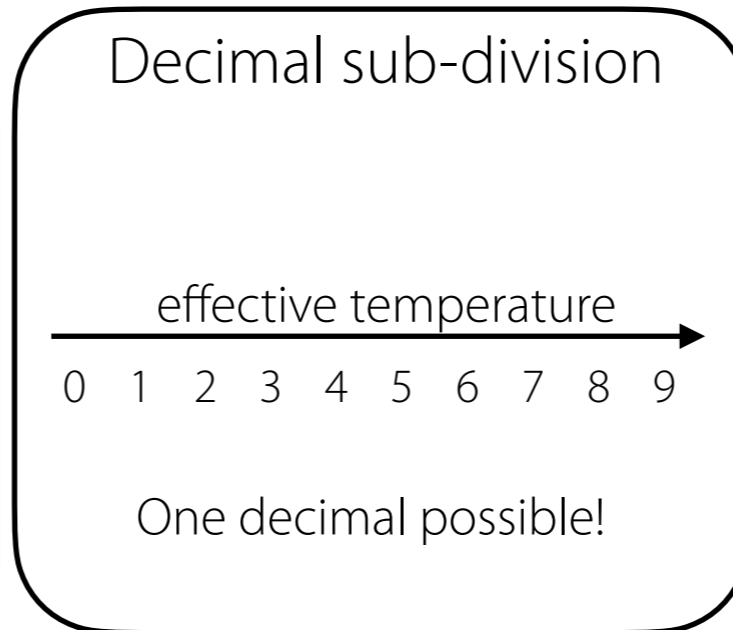 Decimal sub-division
effective temperature
0 1 2 3 4 5 6 7 8 9
One decimal possible!